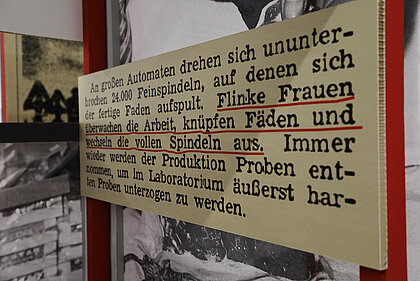 An großen Automaten drehen sich ununter-
brochen 24.000 Feinspindeln, auf denen sich
der fertige Faden aufspult. Flinke Frauen
überwachen die Arbeit, knüpfen Fäden und
wechseln die vollen Spindeln aus. Immer
wieder werden der Produktion Proben ent-
nommen, um im Laboratorium äußerst har-
ten Proben unterzogen zu werden.